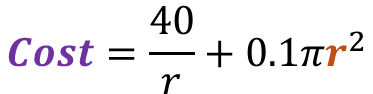 Cost = 40/r + 0.1πr²